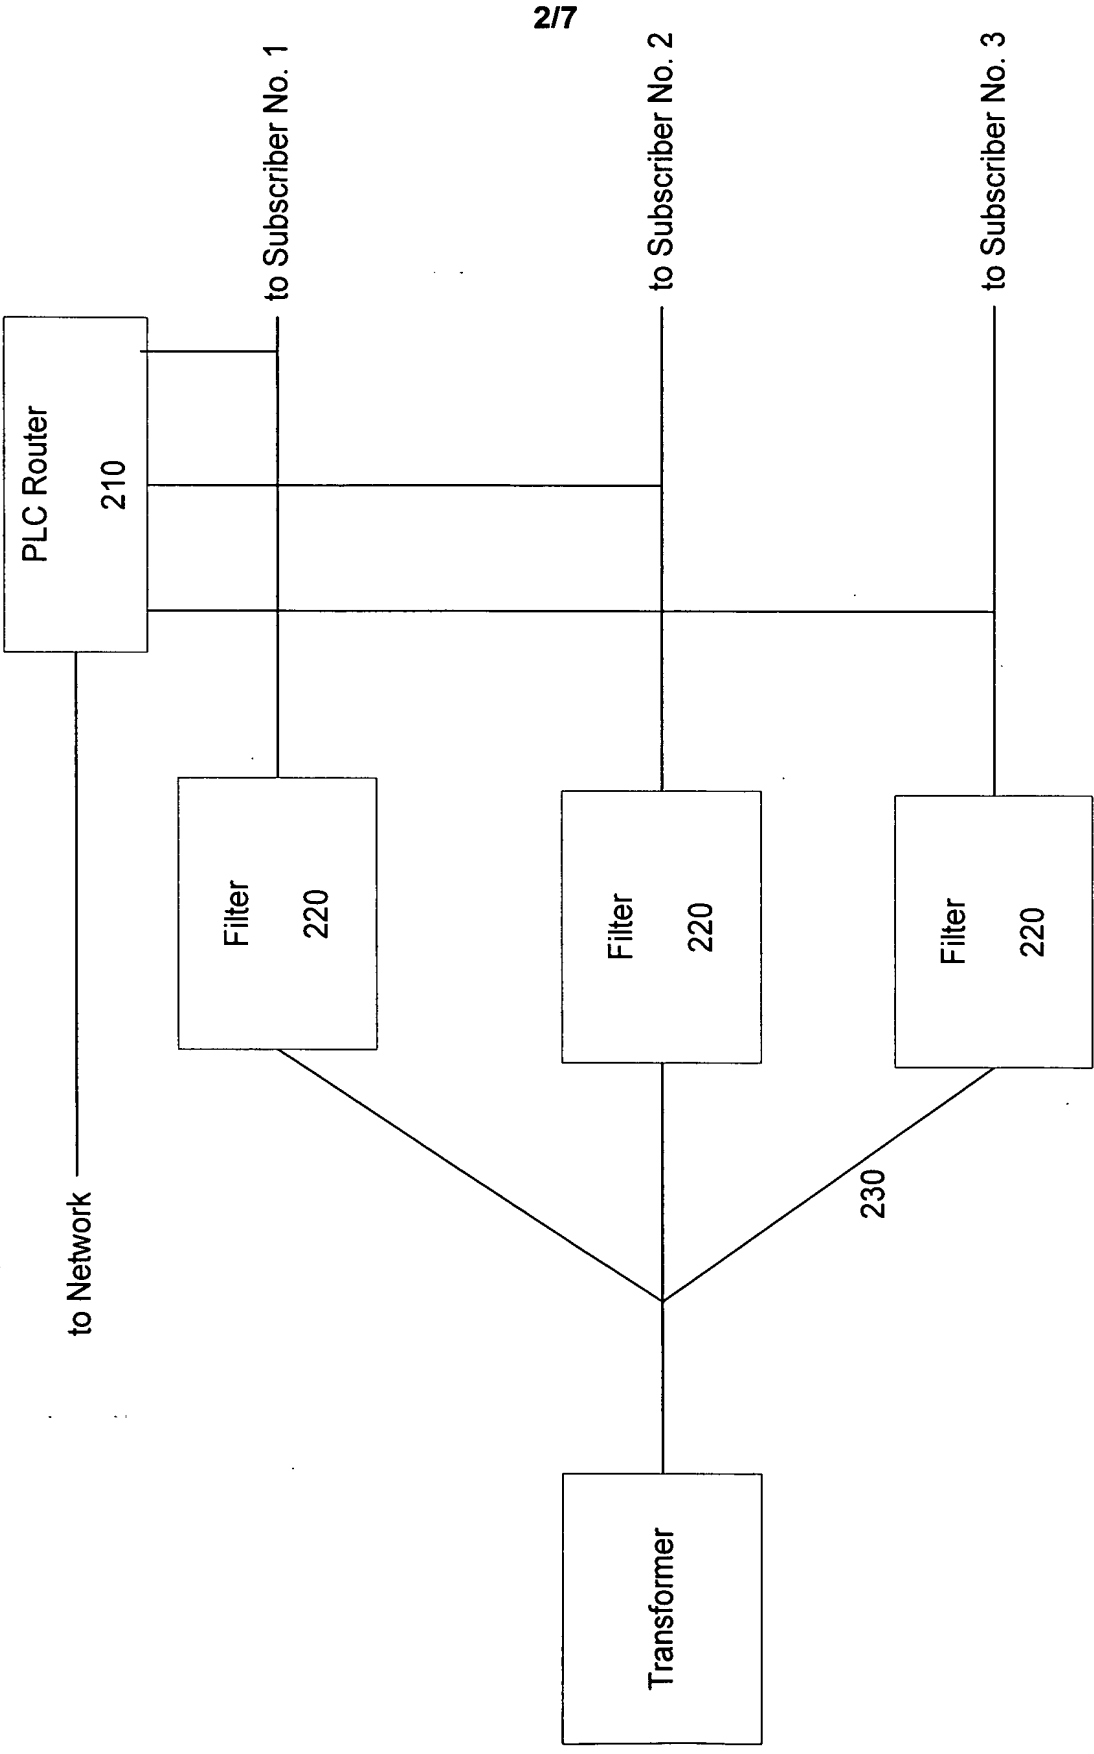 2/7
PLC Router
210
to Network
to Subscriber No. 1
Filter
220
to Subscriber No. 2
Filter
220
to Subscriber No. 3
Filter
220
230
Transformer